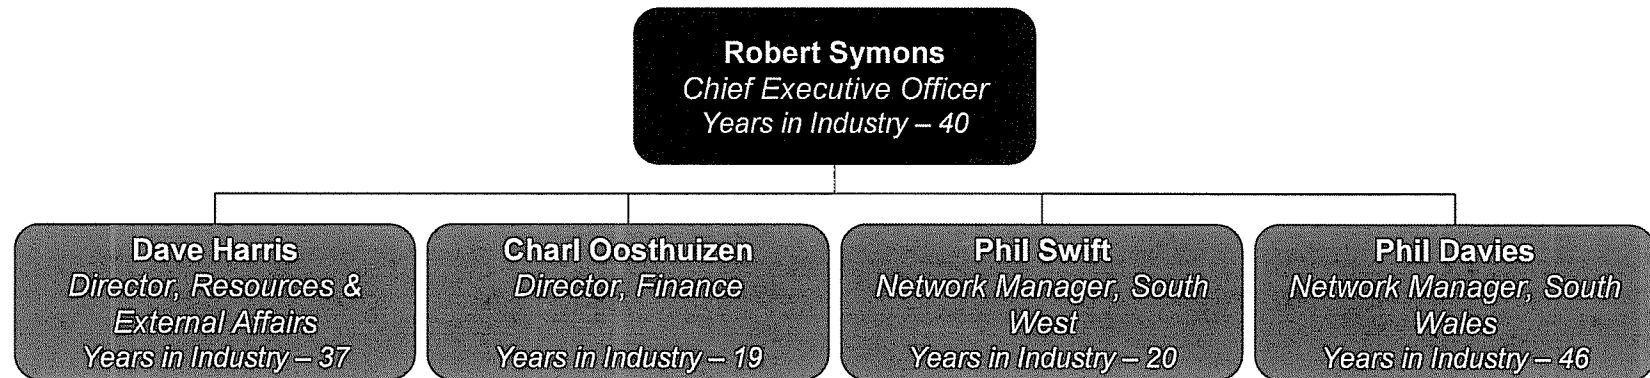 Robert Symons
Chief Executive Officer
Years in Industry – 40
Dave Harris
Director, Resources &
External Affairs
Years in Industry – 37
Charl Oosthuizen
Director, Finance
Years in Industry – 19
Phil Swift
Network Manager, South
West
Years in Industry – 20
Phil Davies
Network Manager, South
Wales
Years in Industry – 46